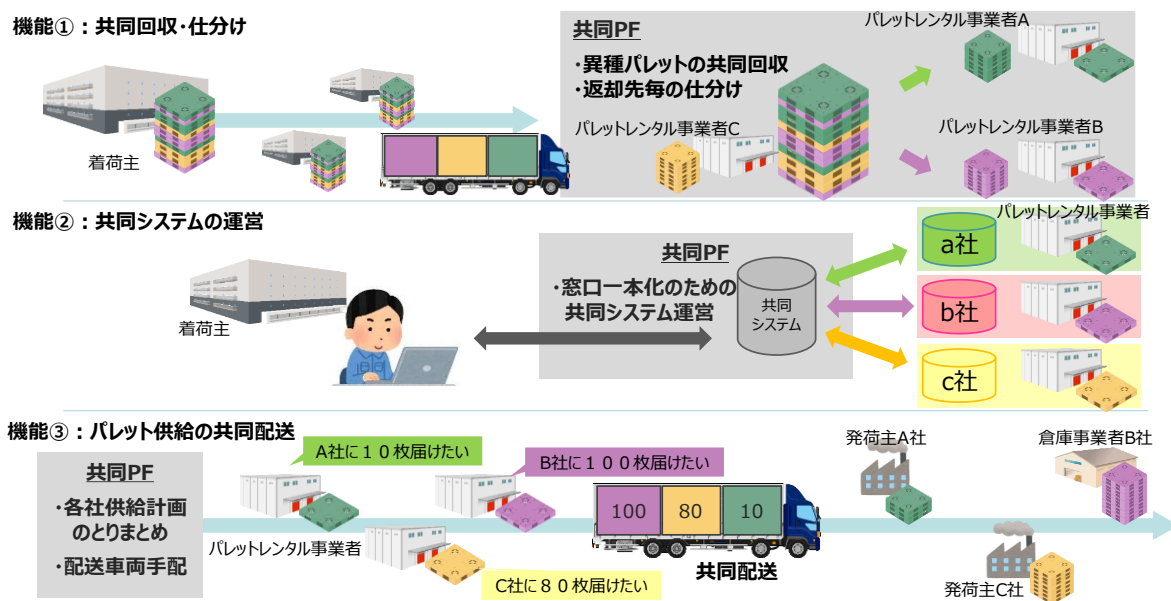 機能①：共同回収・仕分け
着荷主
共同PF
・異種パレットの共同回収
・返却先毎の仕分け
パレットレンタル事業者A
パレットレンタル事業者C
パレットレンタル事業者B
機能②：共同システムの運営
着荷主
共同PF
・窓口一本化のための
共同システム運営
共同
システム
パレットレンタル事業者
a社
b社
c社
機能③：パレット供給の共同配送
共同PF
・各社供給計画
のとりまとめ
・配送車両手配
A社に１０枚届けたい
B社に１００枚届けたい
パレットレンタル事業者
C社に８０枚届けたい
100
80
10
共同配送
発荷主A社
倉庫事業者B社
発荷主C社